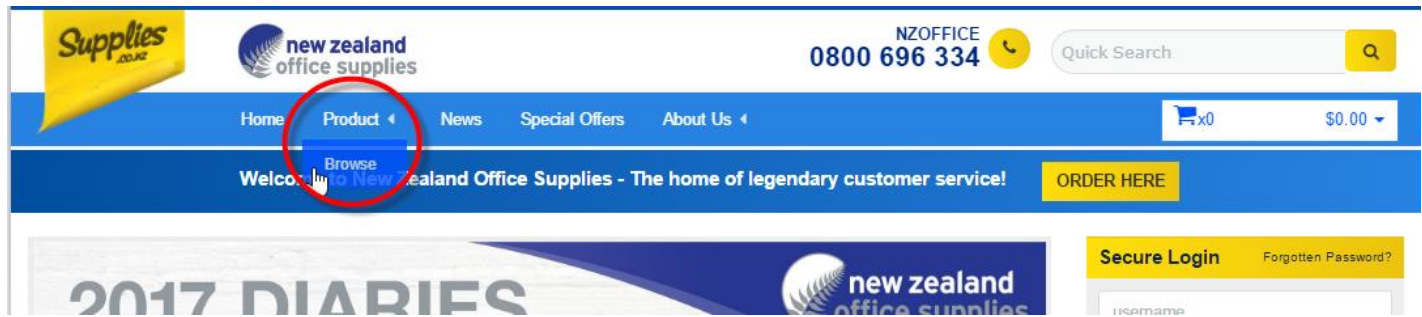 Supplies
.co.nz
new zealand
office supplies
NZOFFICE
0800 696 334
Quick Search
Home Product News Special Offers About Us
x0 $0.00
Browse
Welcome to New Zealand Office Supplies - The home of legendary customer service!
ORDER HERE
2017 DIARIES
new zealand
office supplies
Secure Login Forgotten Password?
username